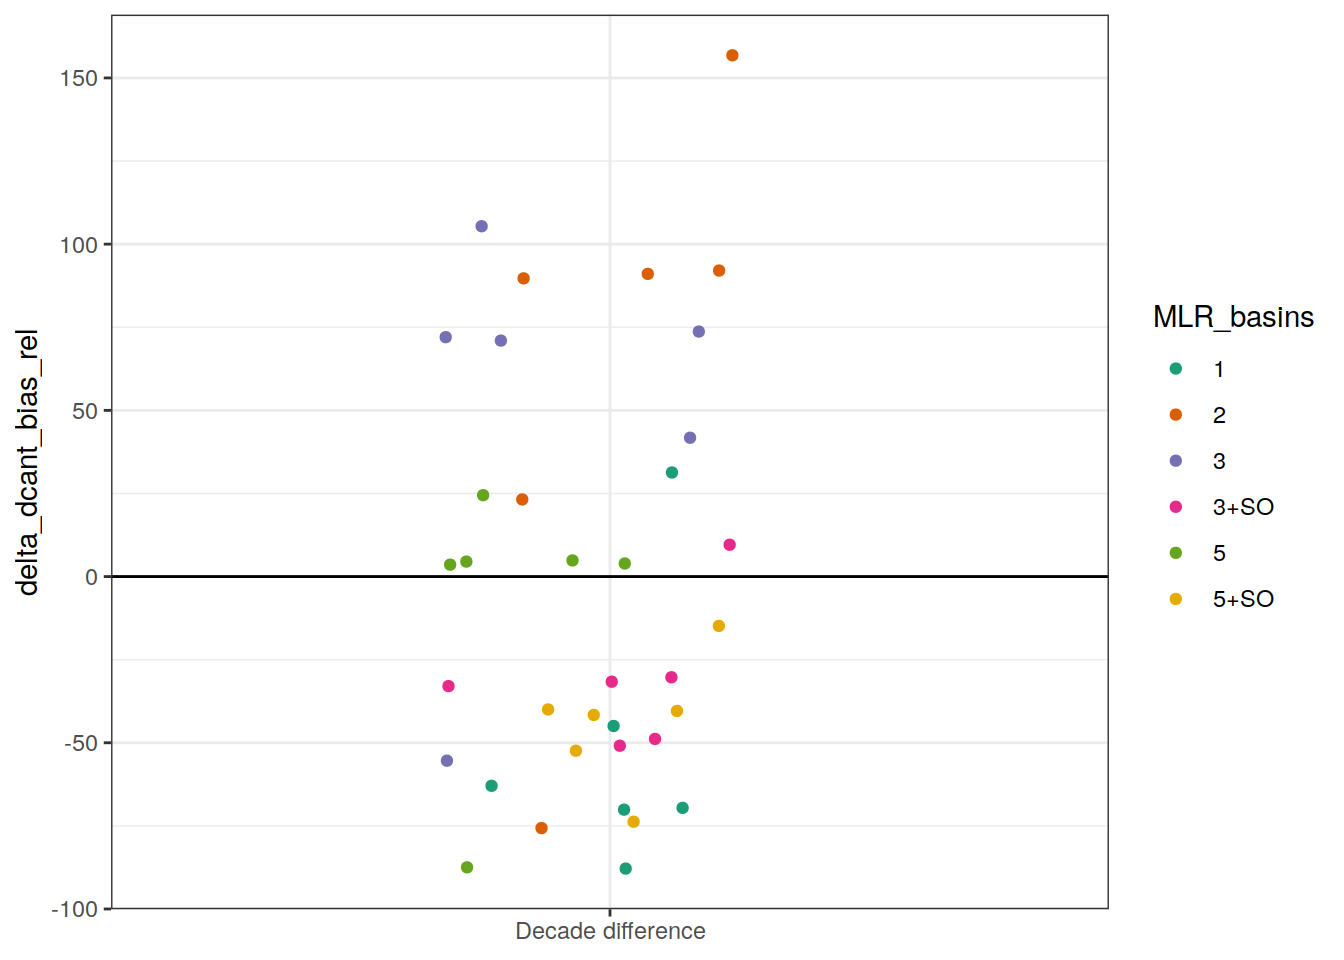 delta_dcant_bias_rel
150
100
50
0
-50
-100
Decade difference
MLR_basins
1
2
3
3+SO
5
5+SO